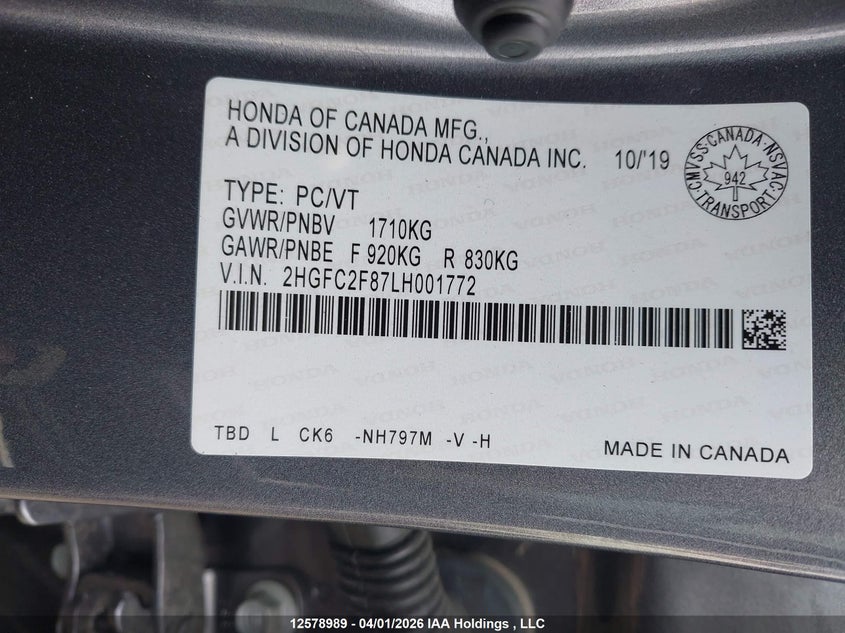 HONDA OF CANADA MFG.,
A DIVISION OF HONDA CANADA INC. 10/'19
CMVSS·CANADA·NSVAC·TRANSPORT·
942
TYPE: PC/VT
GVWR/PNBV 1710KG
GAWR/PNBE F 920KG R 830KG
V.I.N. 2HGFC2F87LH001772
TBD L CK6 -NH797M -V -H
MADE IN CANADA
12578989 - 04/01/2026 IAA Holdings , LLC